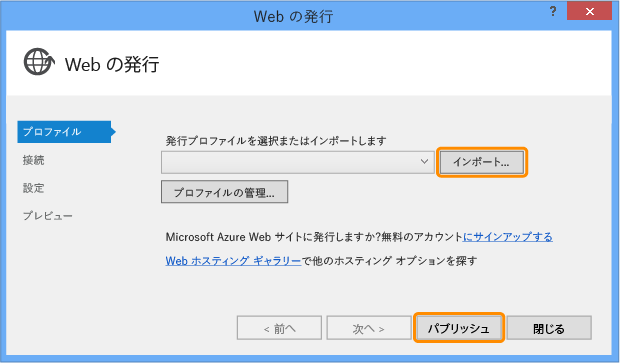 Web の発行
?
Web の発行
プロファイル
接続
設定
プレビュー
発行プロファイルを選択またはインポートします
インポート...
プロファイルの管理...
Microsoft Azure Web サイトに発行しますか?無料のアカウントにサインアップする
Web ホスティング ギャラリーで他のホスティング オプションを探す
< 前へ
次へ >
パブリッシュ
閉じる